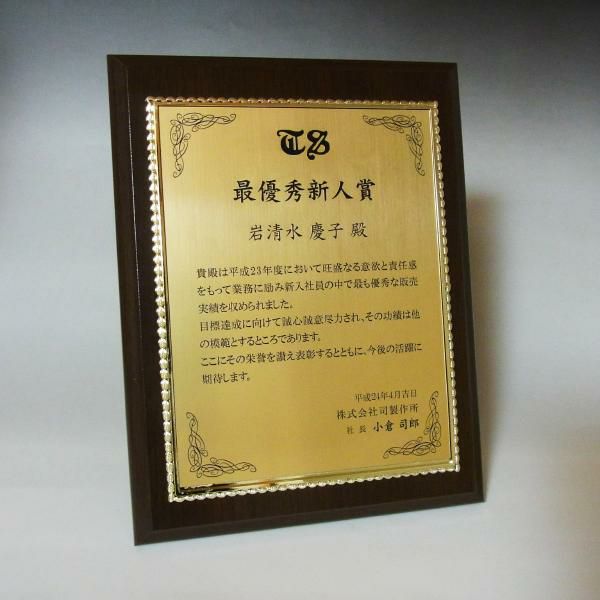 TS
最優秀新人賞
岩清水 慶子 殿
貴殿は平成23年度において旺盛なる意欲と責任感
をもって業務に励み新入社員の中で最も優秀な販売
実績を収められました。
目標達成に向けて誠心誠意尽力され、その功績は他
の模範とするところであります。
ここにその栄誉を讃え表彰するとともに、今後の活躍に
期待します。
平成24年4月吉日
株式会社司製作所
社 長 小倉 司郎